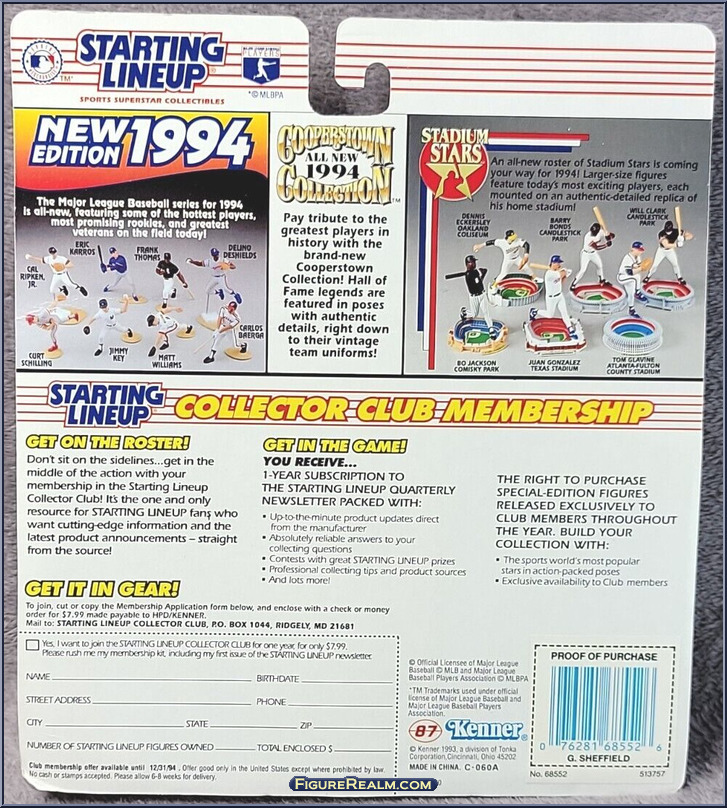 STARTING
LINEUP®
SPORTS SUPERSTAR COLLECTIBLES
TM
PLAYERS
*© MLBPA
NEW 1994
EDITION
The Major League Baseball series for 1994
is all-new, featuring some of the hottest players,
most promising rookies, and greatest
veterans on the field today!
CAL
RIPKEN,
JR.
ERIC
KARROS
FRANK
THOMAS
DELINO
DESHIELDS
CURT
SCHILLING
JIMMY
KEY
MATT
WILLIAMS
CARLOS
BAERGA
COOPERSTOWN
ALL NEW
1994
COLLECTION™
Pay tribute to the
greatest players in
history with the
brand-new
Cooperstown
Collection! Hall of
Fame legends are
featured in poses
with authentic
details, right down
to their vintage
team uniforms!
STADIUM
STARS
An all-new roster of Stadium Stars is coming
your way for 1994! Larger-size figures
feature today's most exciting players, each
mounted on an authentic-detailed replica of
his home stadium!
DENNIS
ECKERSLEY
OAKLAND
COLISEUM
BARRY
BONDS
CANDLESTICK
PARK
WILL CLARK
CANDLESTICK
PARK
BO JACKSON
COMISKY PARK
JUAN GONZALEZ
TEXAS STADIUM
TOM GLAVINE
ATLANTA-FULTON
COUNTY STADIUM
STARTING
LINEUP® COLLECTOR CLUB MEMBERSHIP
GET ON THE ROSTER!
Don't sit on the sidelines...get in the
middle of the action with your
membership in the Starting Lineup
Collector Club! It's the one and only
resource for STARTING LINEUP fans who
want cutting-edge information and the
latest product announcements – straight
from the source!
GET IN THE GAME!
YOU RECEIVE...
1-YEAR SUBSCRIPTION TO
THE STARTING LINEUP QUARTERLY
NEWSLETTER PACKED WITH:
• Up-to-the-minute product updates direct
from the manufacturer
• Absolutely reliable answers to your
collecting questions
• Contests with great STARTING LINEUP prizes
• Professional collecting tips and product sources
• And lots more!
THE RIGHT TO PURCHASE
SPECIAL-EDITION FIGURES
RELEASED EXCLUSIVELY TO
CLUB MEMBERS THROUGHOUT
THE YEAR. BUILD YOUR
COLLECTION WITH:
• The sports world's most popular
stars in action-packed poses
• Exclusive availability to Club members
GET IT IN GEAR!
To join, cut or copy the Membership Application form below, and enclose with a check or money
order for $7.99 made payable to HPD/KENNER.
Mail to: STARTING LINEUP COLLECTOR CLUB, P.O. BOX 1044, RIDGELY, MD 21681
Yes, I want to join the STARTING LINEUP COLLECTOR CLUB for one year, for only $7.99.
Please rush me my membership kit, including my first issue of the STARTING LINEUP newsletter.
NAME BIRTHDATE
STREET ADDRESS PHONE
CITY STATE ZIP
NUMBER OF STARTING LINEUP FIGURES OWNED TOTAL ENCLOSED $
Club membership offer available until 12/31/94. Offer good only in the United States except where prohibited by law.
No cash or stamps accepted. Please allow 6-8 weeks for delivery.
© Official Licensee of Major League
Baseball © MLB and Major League
Baseball Players Association © MLBPA
*TM Trademarks used under official
license of Major League Baseball and
Major League Baseball Players
Association.
87 Kenner®
© Kenner 1993, a division of Tonka
Corporation, Cincinnati, Ohio 45202
MADE IN CHINA. C-060A
PROOF OF PURCHASE
0 76281 68552 6
G. SHEFFIELD
No. 68552 513757
FIGUREREALM.COM